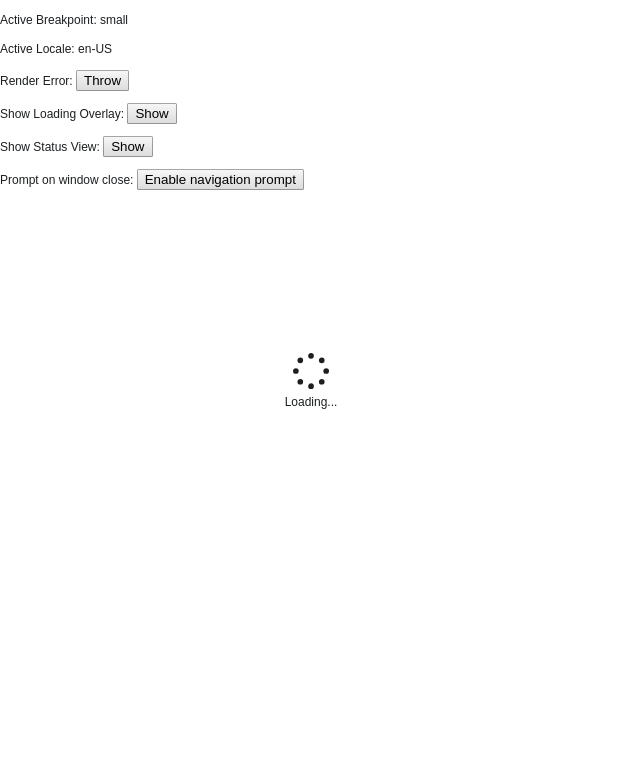 Active Breakpoint: small
Active Locale: en-US
Render Error: Throw
Show Loading Overlay: Show
Show Status View: Show
Prompt on window close: Enable navigation prompt
Loading...